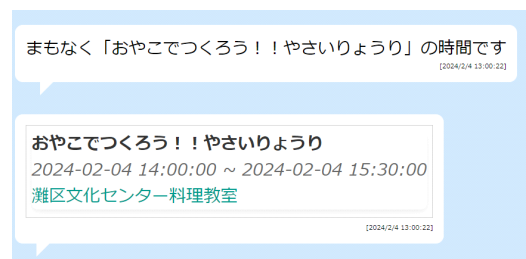 まもなく「おやこでつくろう！！やさいりょうり」の時間です
[2024/2/4 13:00:22]
おやこでつくろう！！やさいりょうり
2024-02-04 14:00:00 ~ 2024-02-04 15:30:00
灘区文化センター料理教室
[2024/2/4 13:00:22]